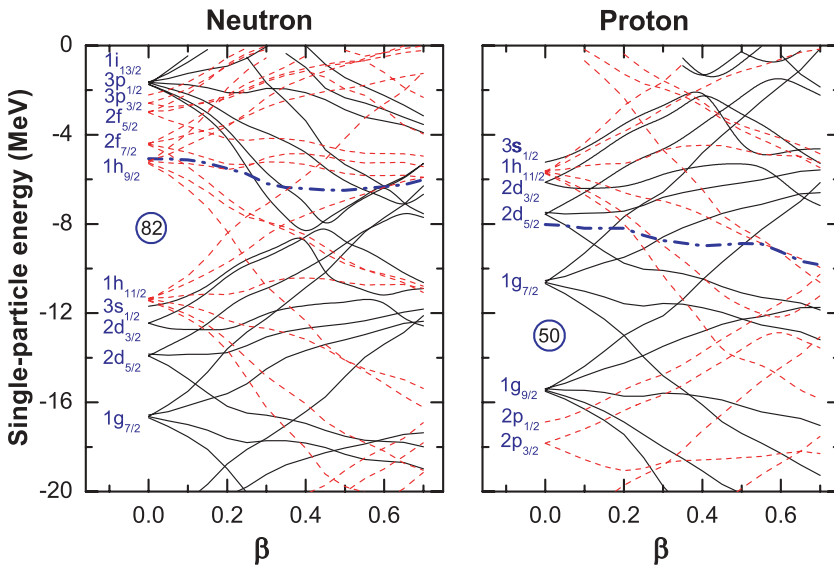 Neutron
Proton
Single-particle energy (MeV)
0
-4
-8
-12
-16
-20
1i13/2
3p1/2
3p3/2
2f5/2
2f7/2
1h9/2
82
1h11/2
3s1/2
2d3/2
2d5/2
1g7/2
3s1/2
1h11/2
2d3/2
2d5/2
1g7/2
50
1g9/2
2p1/2
2p3/2
0.0 0.2 0.4 0.6
0.0 0.2 0.4 0.6
β
β